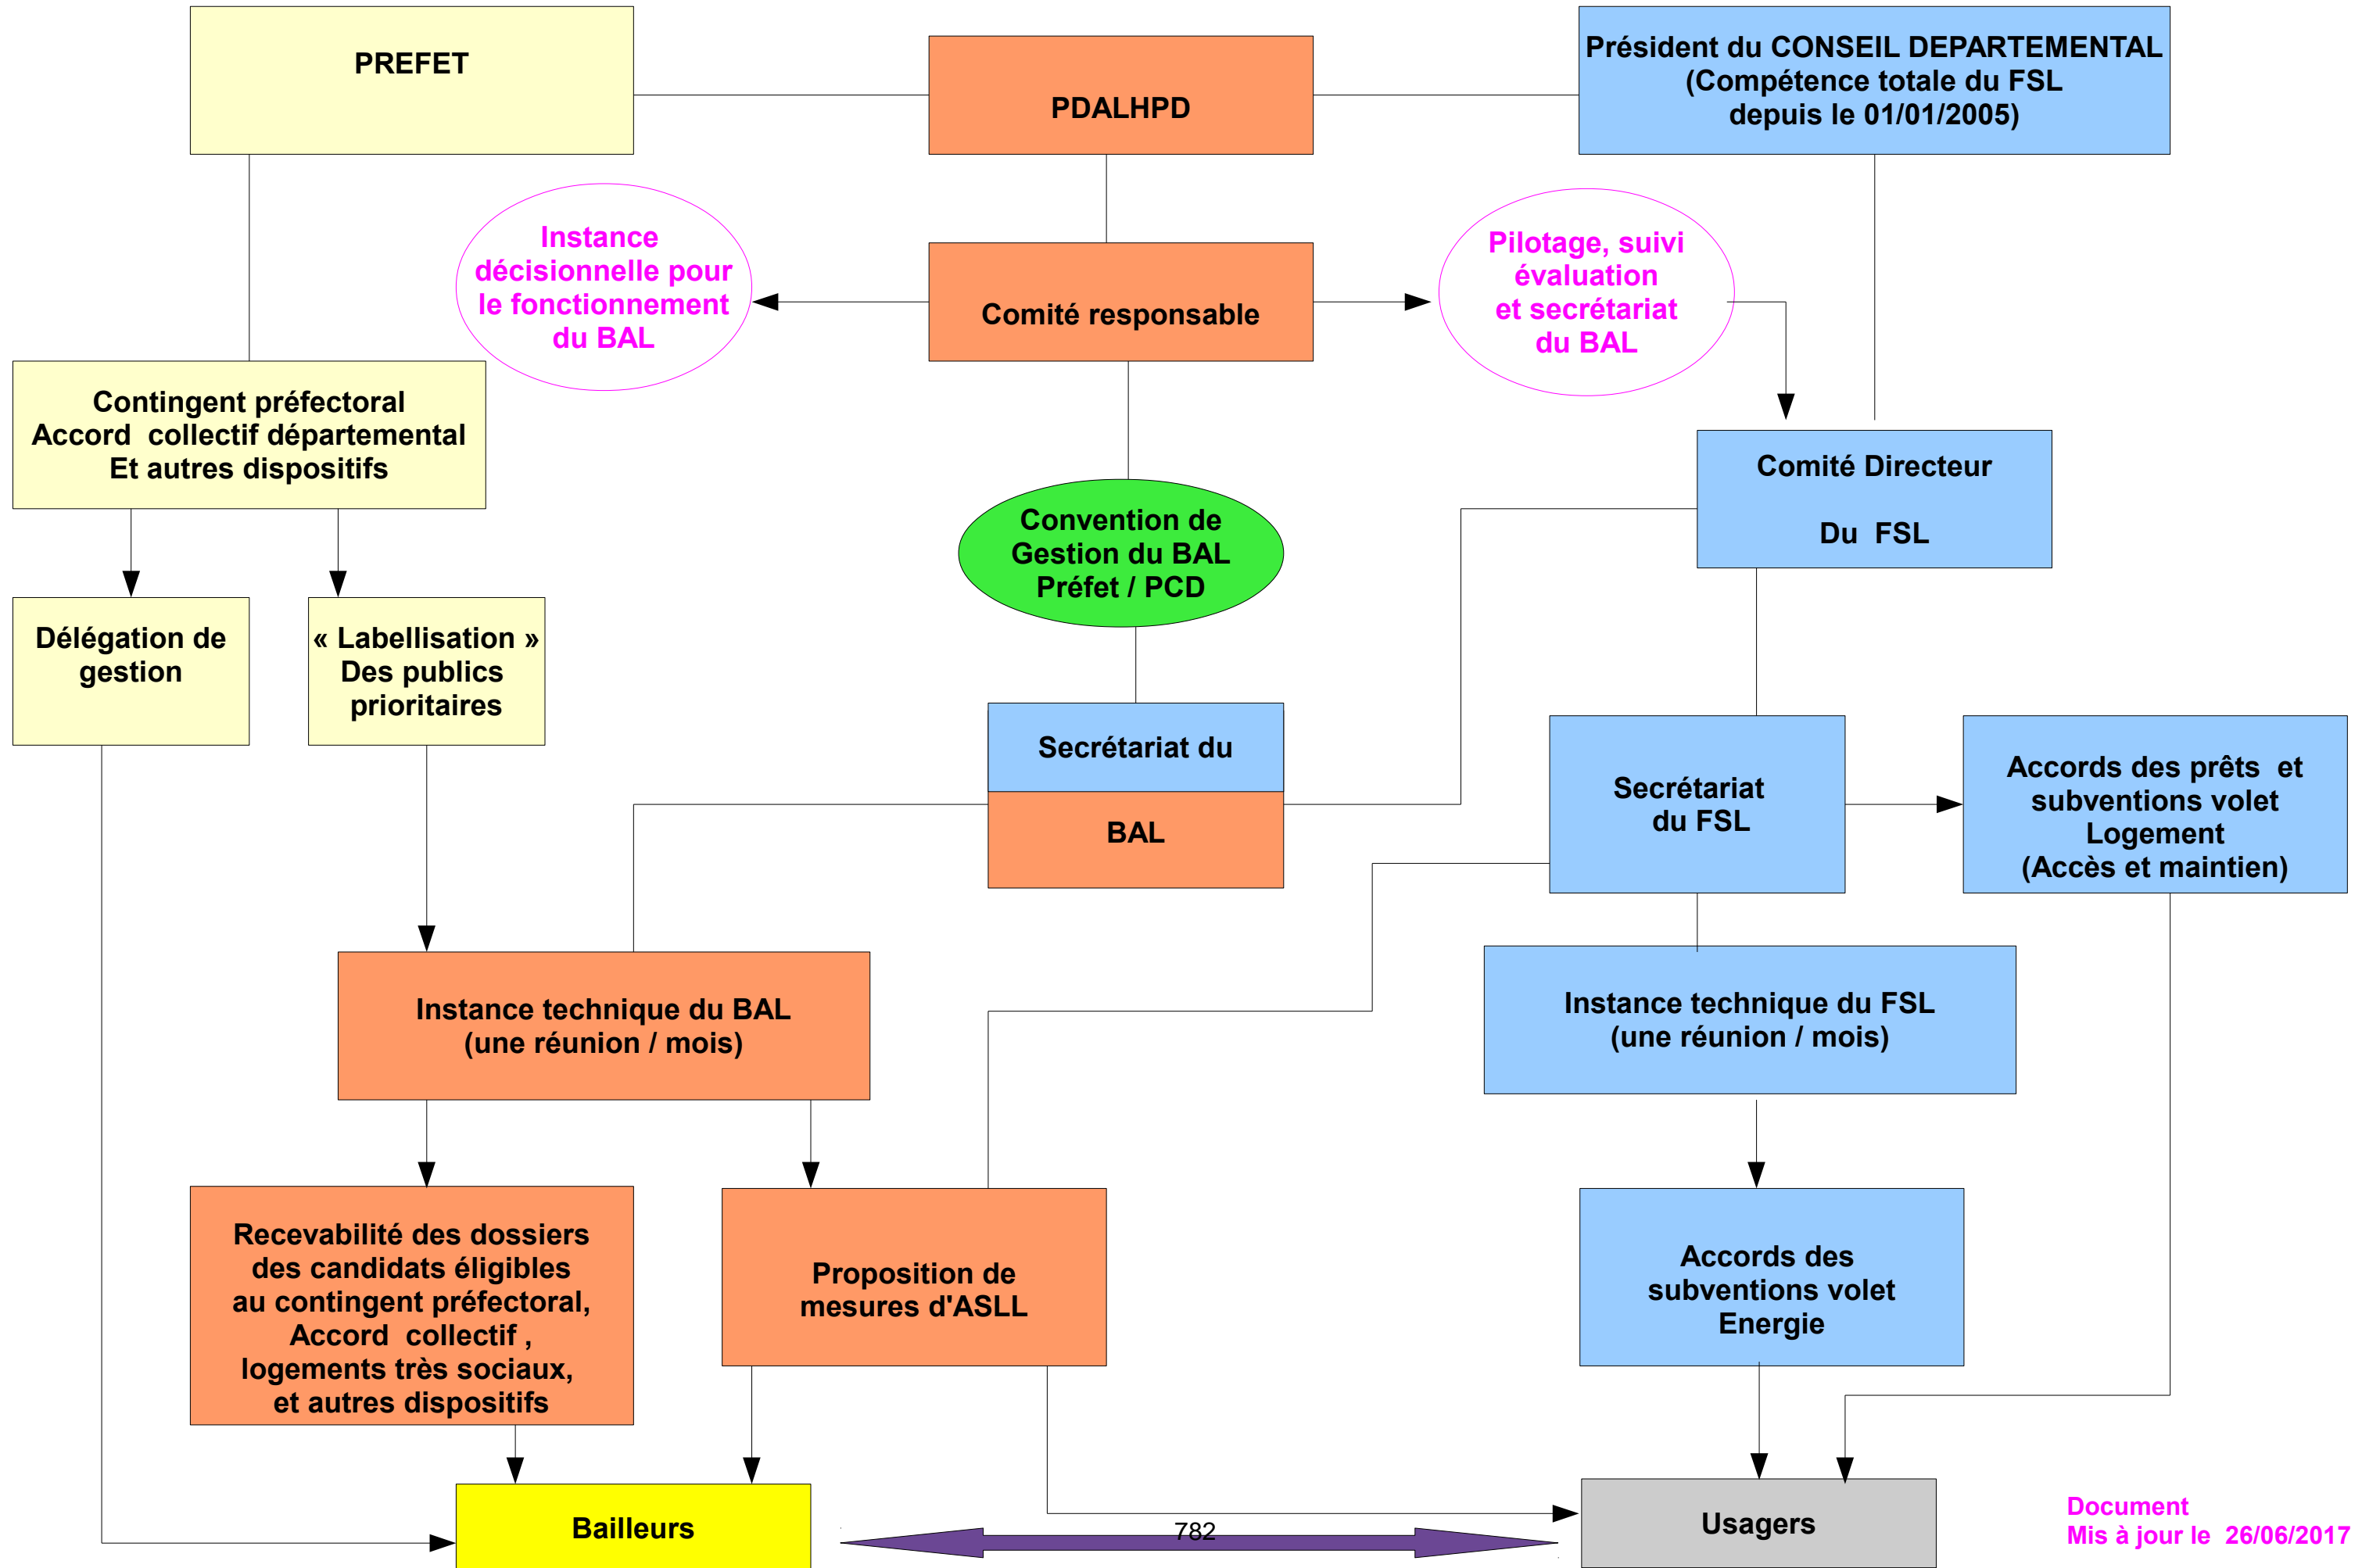 PREFET
PDALHPD
Président du CONSEIL DEPARTEMENTAL
(Compétence totale du FSL
depuis le 01/01/2005)
Instance
décisionnelle pour
le fonctionnement
du BAL
Comité responsable
Pilotage, suivi
évaluation
et secrétariat
du BAL
Contingent préfectoral
Accord collectif départemental
Et autres dispositifs
Comité Directeur
Du FSL
Convention de
Gestion du BAL
Préfet / PCD
Délégation de
gestion
« Labellisation »
Des publics
prioritaires
Secrétariat du
BAL
Secrétariat
du FSL
Accords des prêts et
subventions volet
Logement
(Accès et maintien)
Instance technique du BAL
(une réunion / mois)
Instance technique du FSL
(une réunion / mois)
Recevabilité des dossiers
des candidats éligibles
au contingent préfectoral,
Accord collectif ,
logements très sociaux,
et autres dispositifs
Proposition de
mesures d'ASLL
Accords des
subventions volet
Energie
Bailleurs
782
Usagers
Document
Mis à jour le 26/06/2017